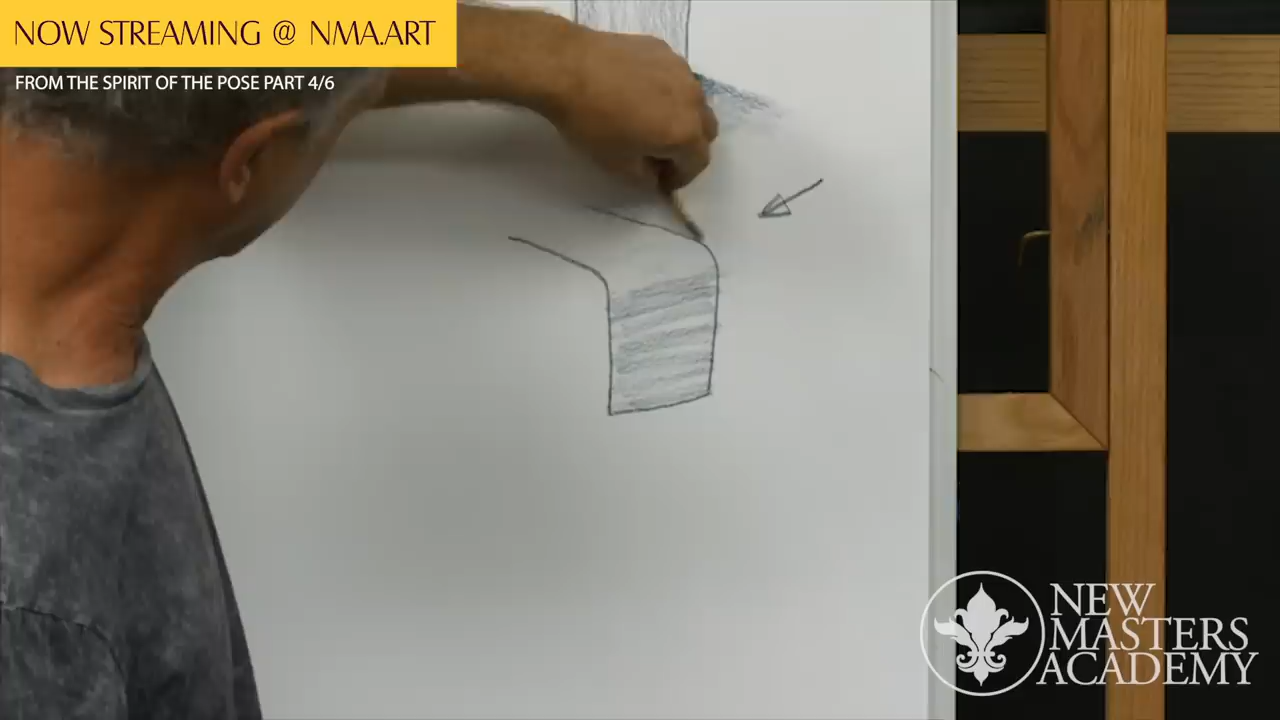 NOW STREAMING @ NMA.ART
FROM THE SPIRIT OF THE POSE PART 4/6
NEW
MASTERS
ACADEMY